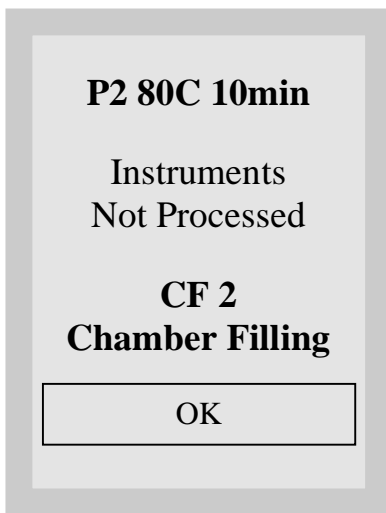 P2 80C 10min
Instruments
Not Processed
CF 2
Chamber Filling
OK